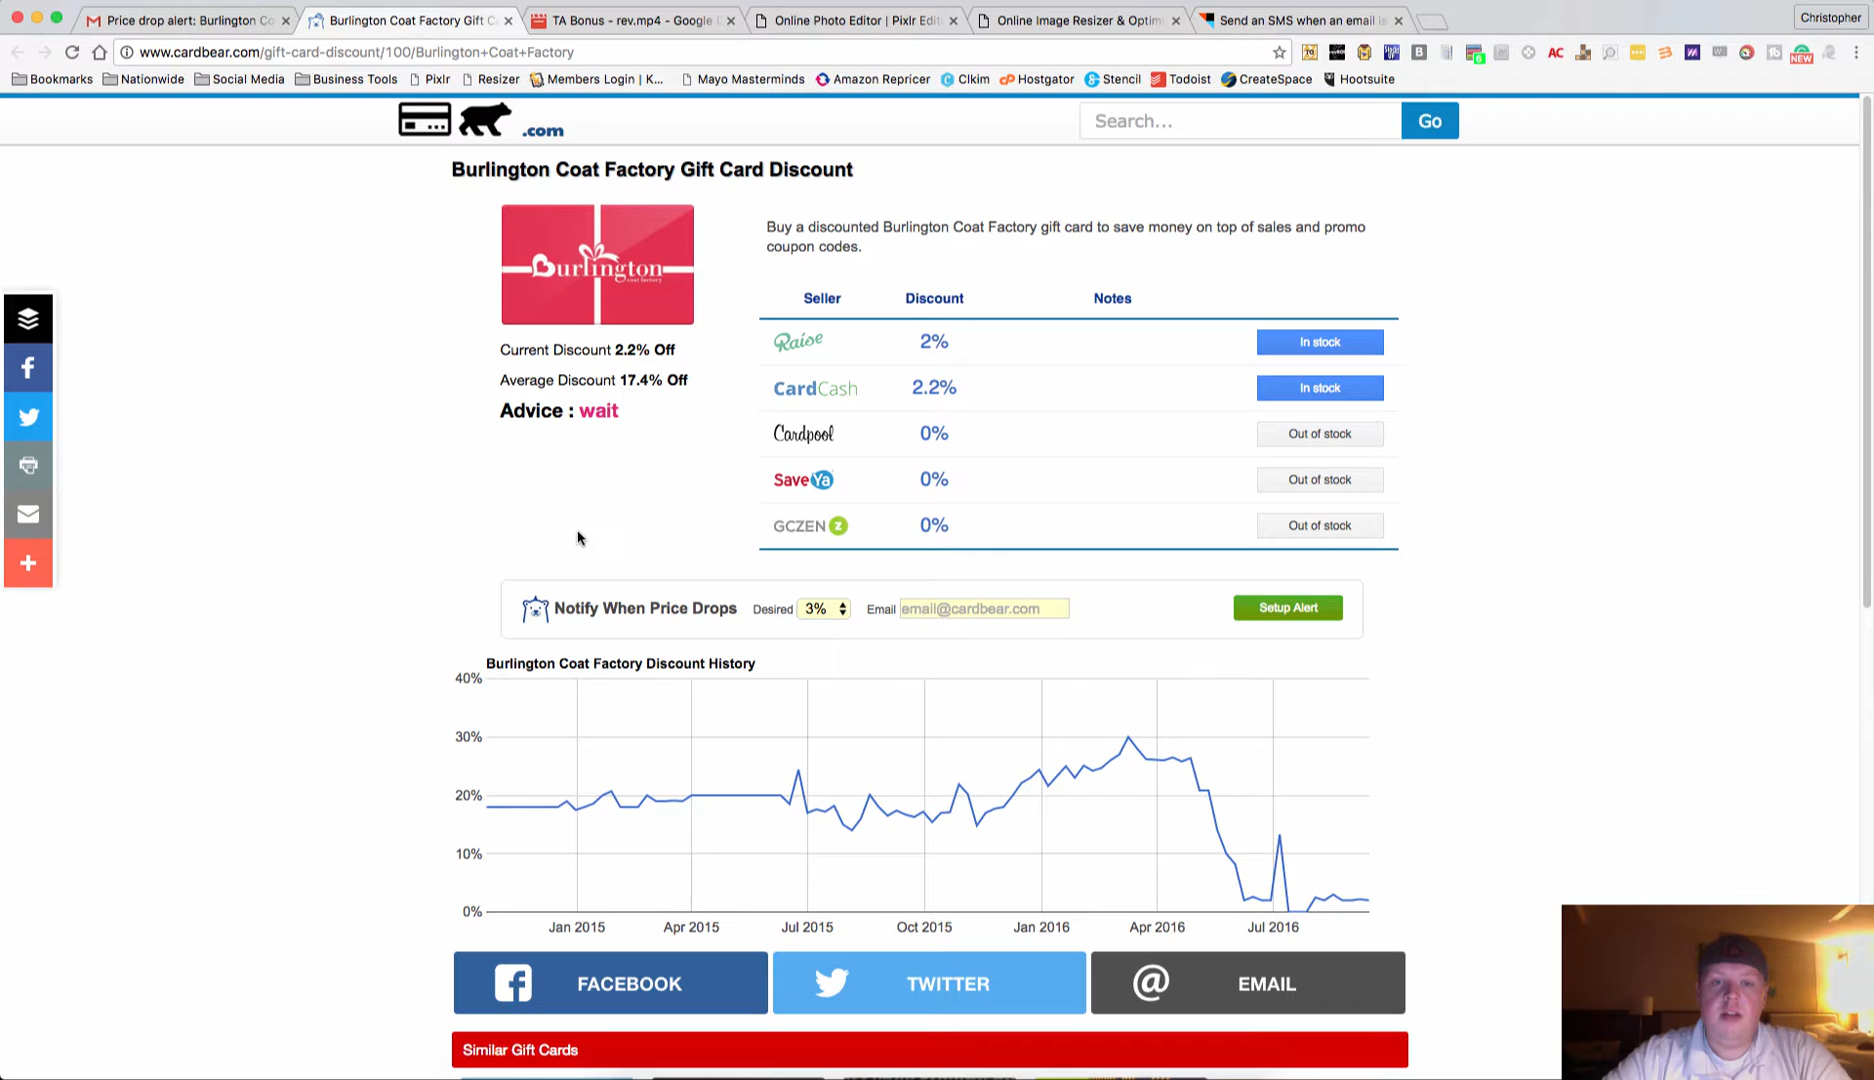 Price drop alert: Burlington Co
Burlington Coat Factory Gift C
TA Bonus - rev.mp4 - Google D
Online Photo Editor | Pixlr Edit
Online Image Resizer & Optimi
Send an SMS when an email is
Christopher
www.cardbear.com/gift-card-discount/100/Burlington+Coat+Factory
Bookmarks
Nationwide
Social Media
Business Tools
Pixlr
Resizer
Members Login | K...
Mayo Masterminds
Amazon Repricer
Clkim
Hostgator
Stencil
Todoist
CreateSpace
Hootsuite
AC
NEW
.com
Search...
Go
Burlington Coat Factory Gift Card Discount
Burlington
coat factory
Buy a discounted Burlington Coat Factory gift card to save money on top of sales and promo
coupon codes.
Seller Discount Notes
Raise 2% In stock
CardCash 2.2% In stock
Cardpool 0% Out of stock
SaveYa 0% Out of stock
GCZEN z 0% Out of stock
Current Discount 2.2% Off
Average Discount 17.4% Off
Advice : wait
Notify When Price Drops Desired 3% Email email@cardbear.com Setup Alert
Burlington Coat Factory Discount History
40%
30%
20%
10%
0%
Jan 2015 Apr 2015 Jul 2015 Oct 2015 Jan 2016 Apr 2016 Jul 2016
FACEBOOK TWITTER @ EMAIL
Similar Gift Cards